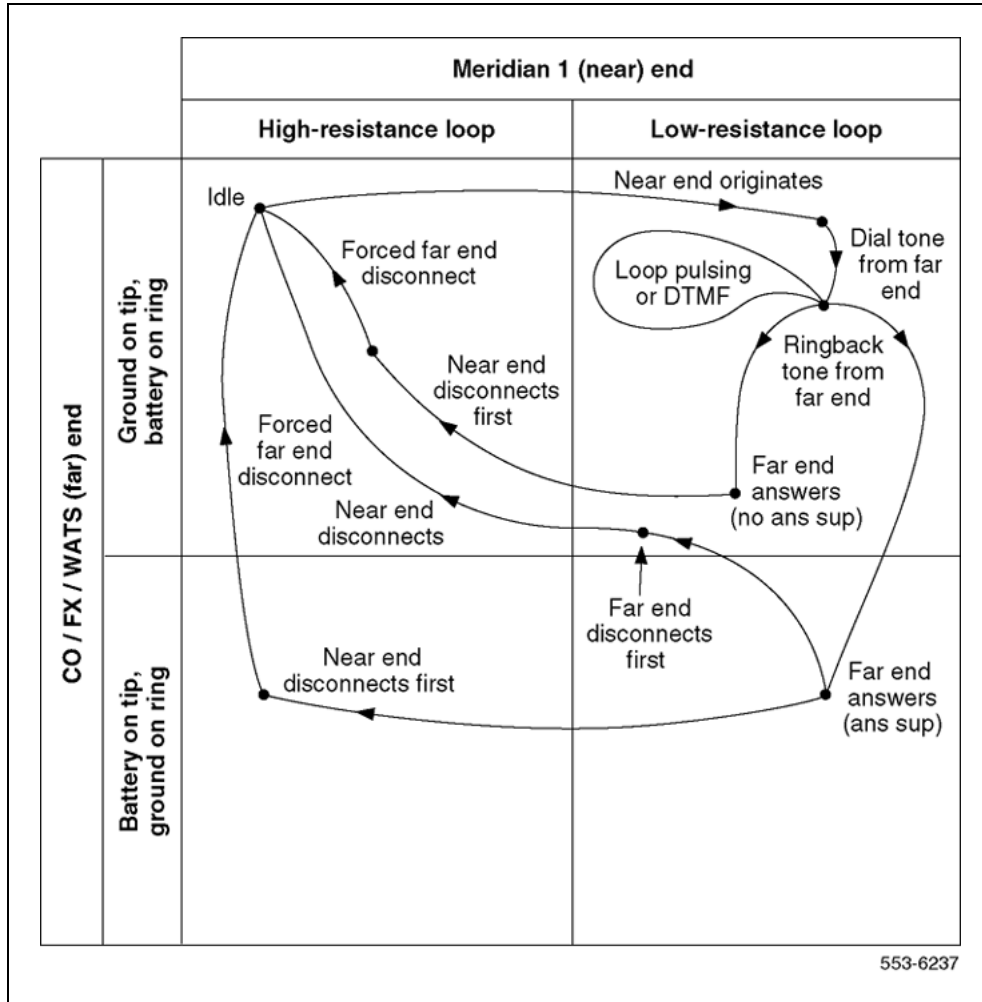 Meridian 1 (near) end
High-resistance loop
Low-resistance loop
CO / FX / WATS (far) end
Ground on tip,
battery on ring
Battery on tip,
ground on ring
Idle
Near end originates
Dial tone
from far
end
Loop pulsing
or DTMF
Ringback
tone from
far end
Forced far end
disconnect
Near end
disconnects
first
Forced
far end
disconnect
Near end
disconnects
Far end
answers
(no ans sup)
Far end
disconnects
first
Near end
disconnects first
Far end
answers
(ans sup)
553-6237